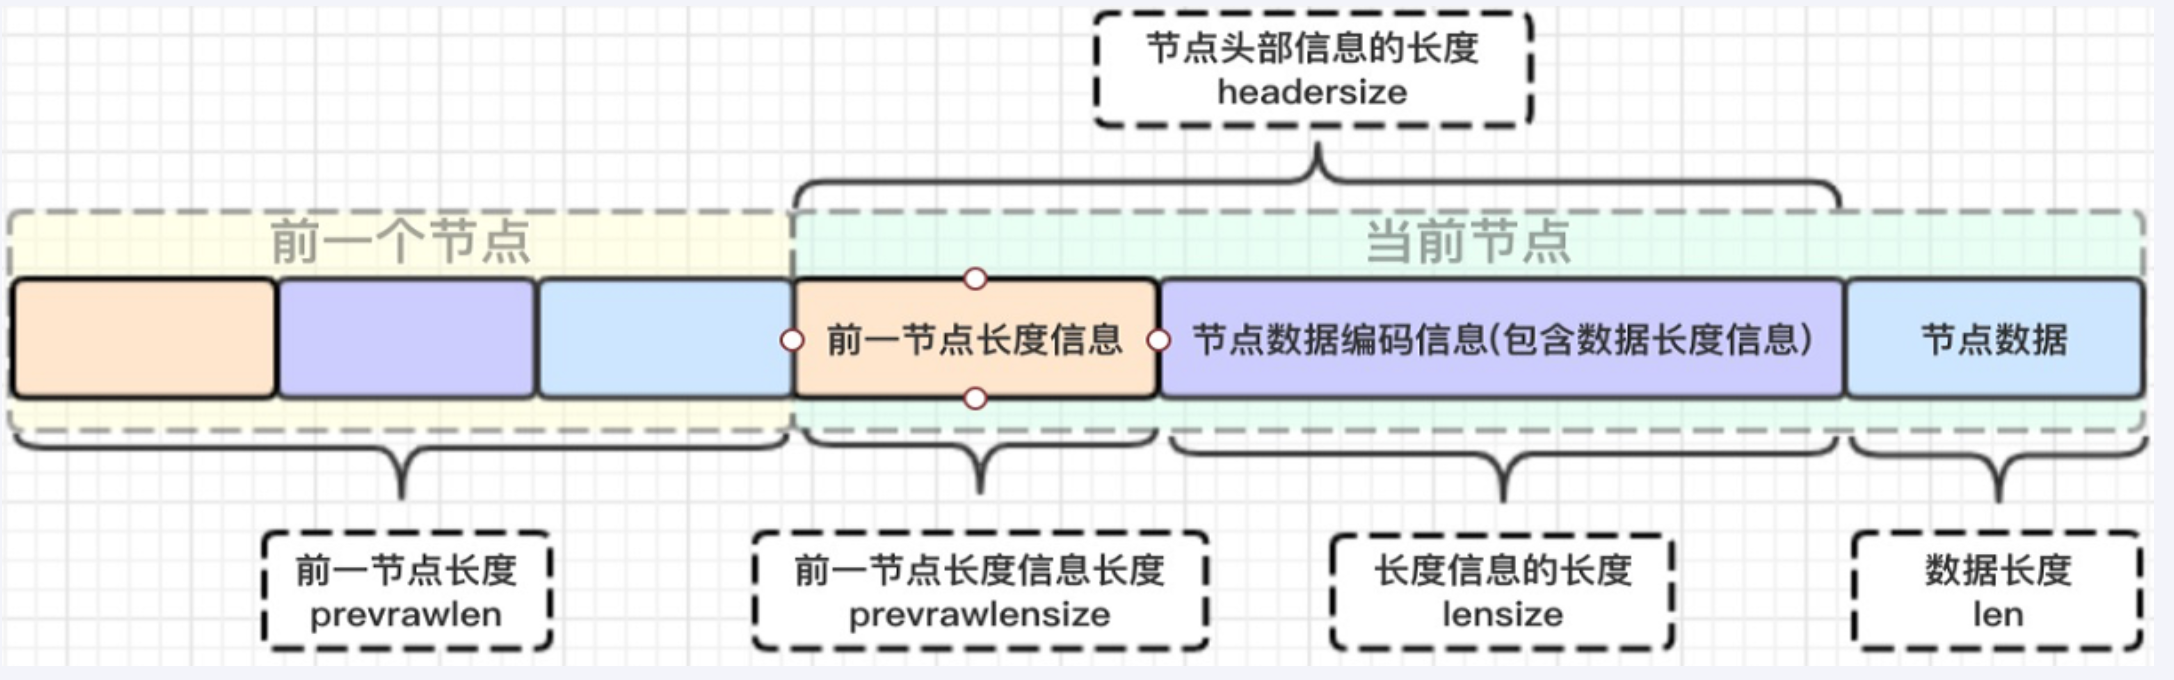 节点头部信息的长度
headersize
前一个节点
当前节点
前一节点长度信息
节点数据编码信息(包含数据长度信息)
节点数据
前一节点长度
prevrawlen
前一节点长度信息长度
prevrawlensize
长度信息的长度
lensize
数据长度
len